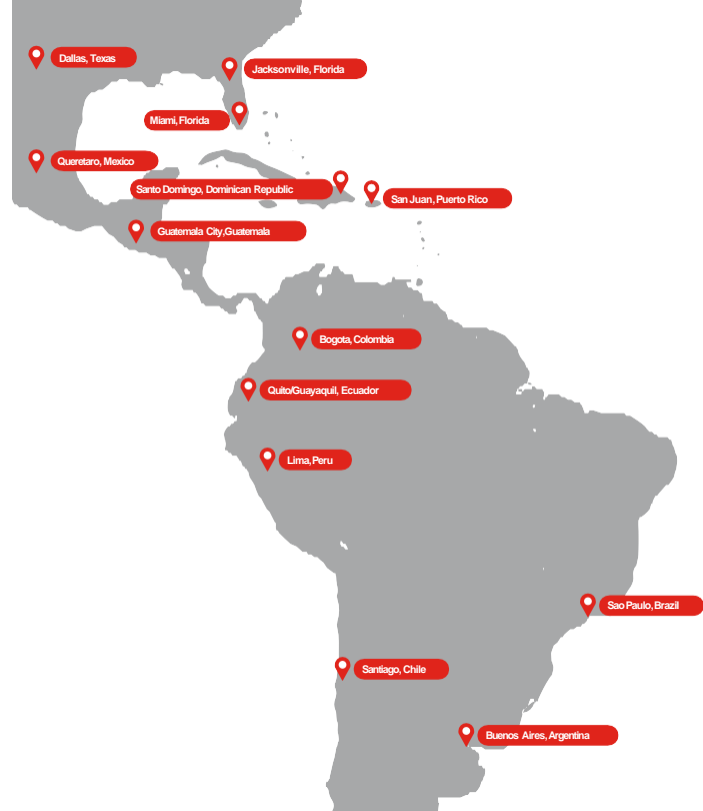 Dallas, Texas
Jacksonville, Florida
Miami, Florida
Queretaro, Mexico
Santo Domingo, Dominican Republic
San Juan, Puerto Rico
Guatemala City,Guatemala
Bogota, Colombia
Quito/Guayaquil, Ecuador
Lima, Peru
Sao Paulo, Brazil
Santiago, Chile
Buenos Aires, Argentina